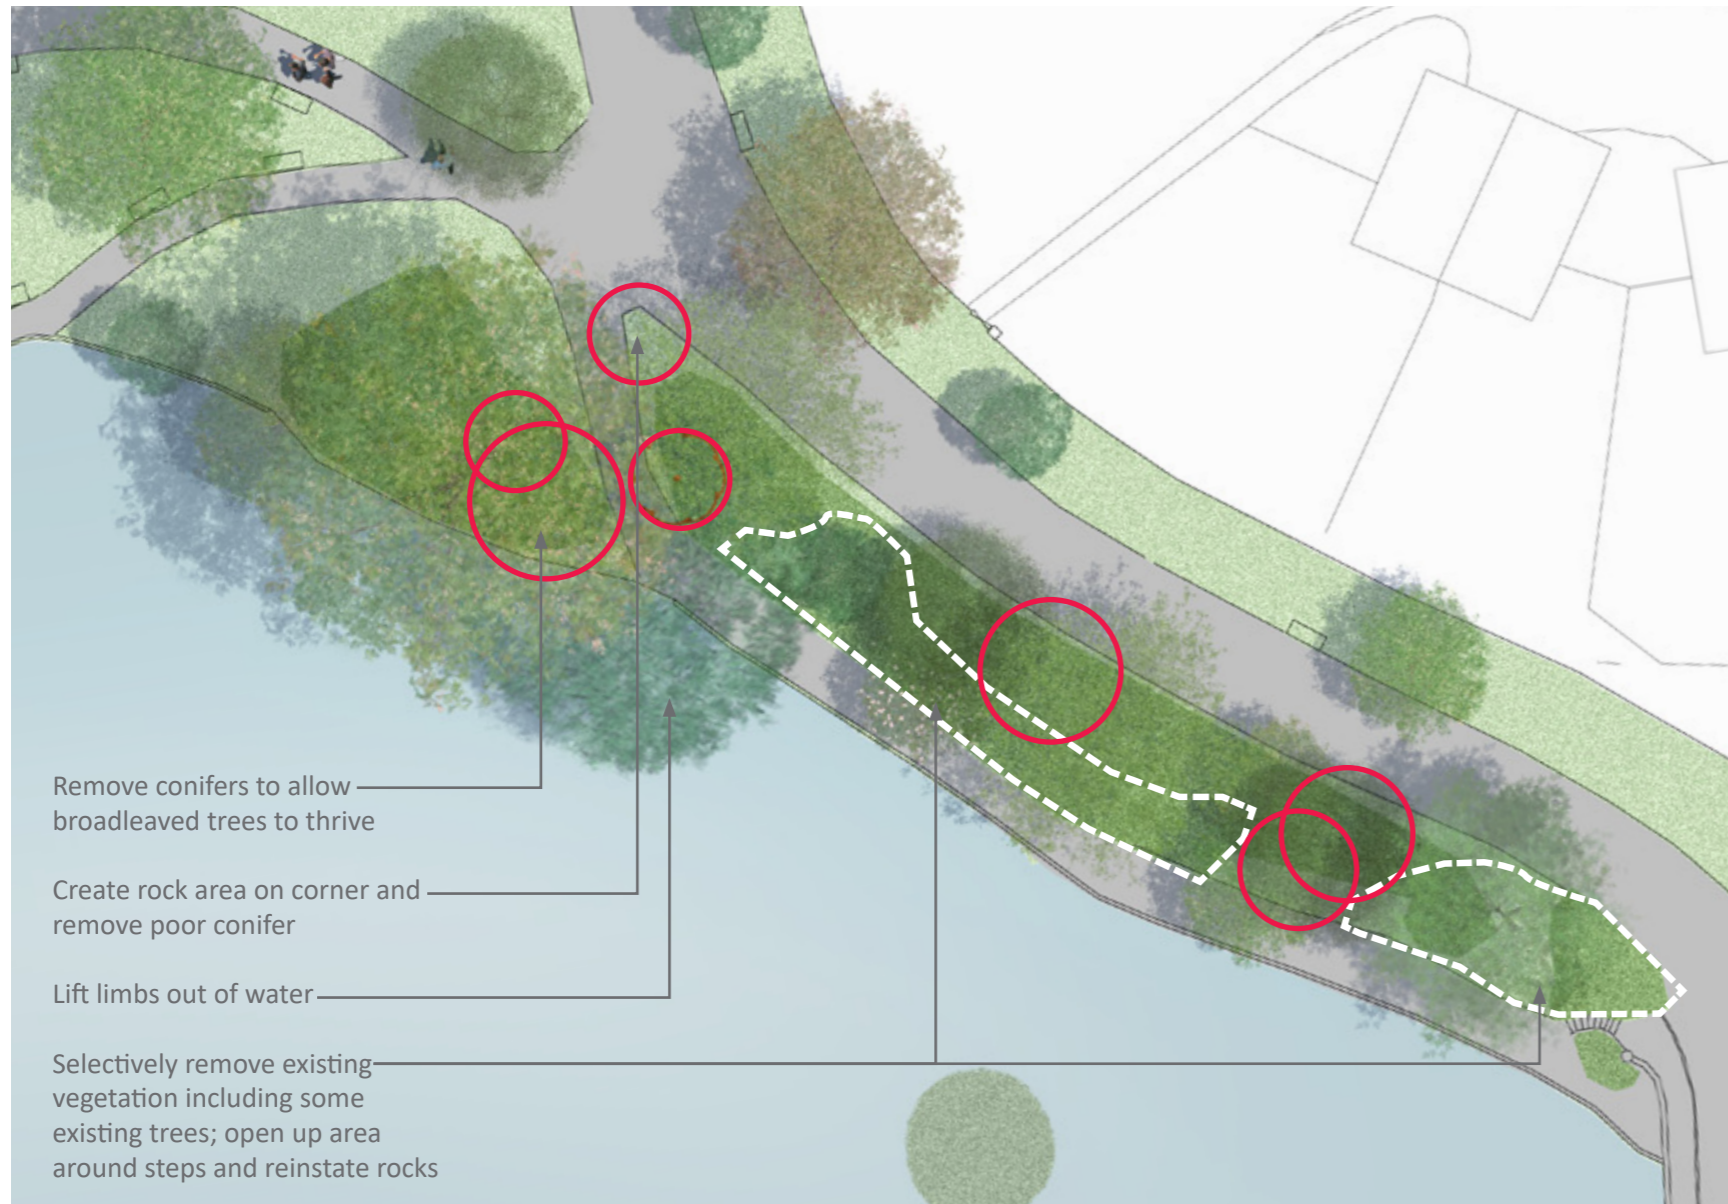 Remove conifers to allow
broadleaved trees to thrive
Create rock area on corner and
remove poor conifer
Lift limbs out of water
Selectively remove existing
vegetation including some
existing trees; open up area
around steps and reinstate rocks